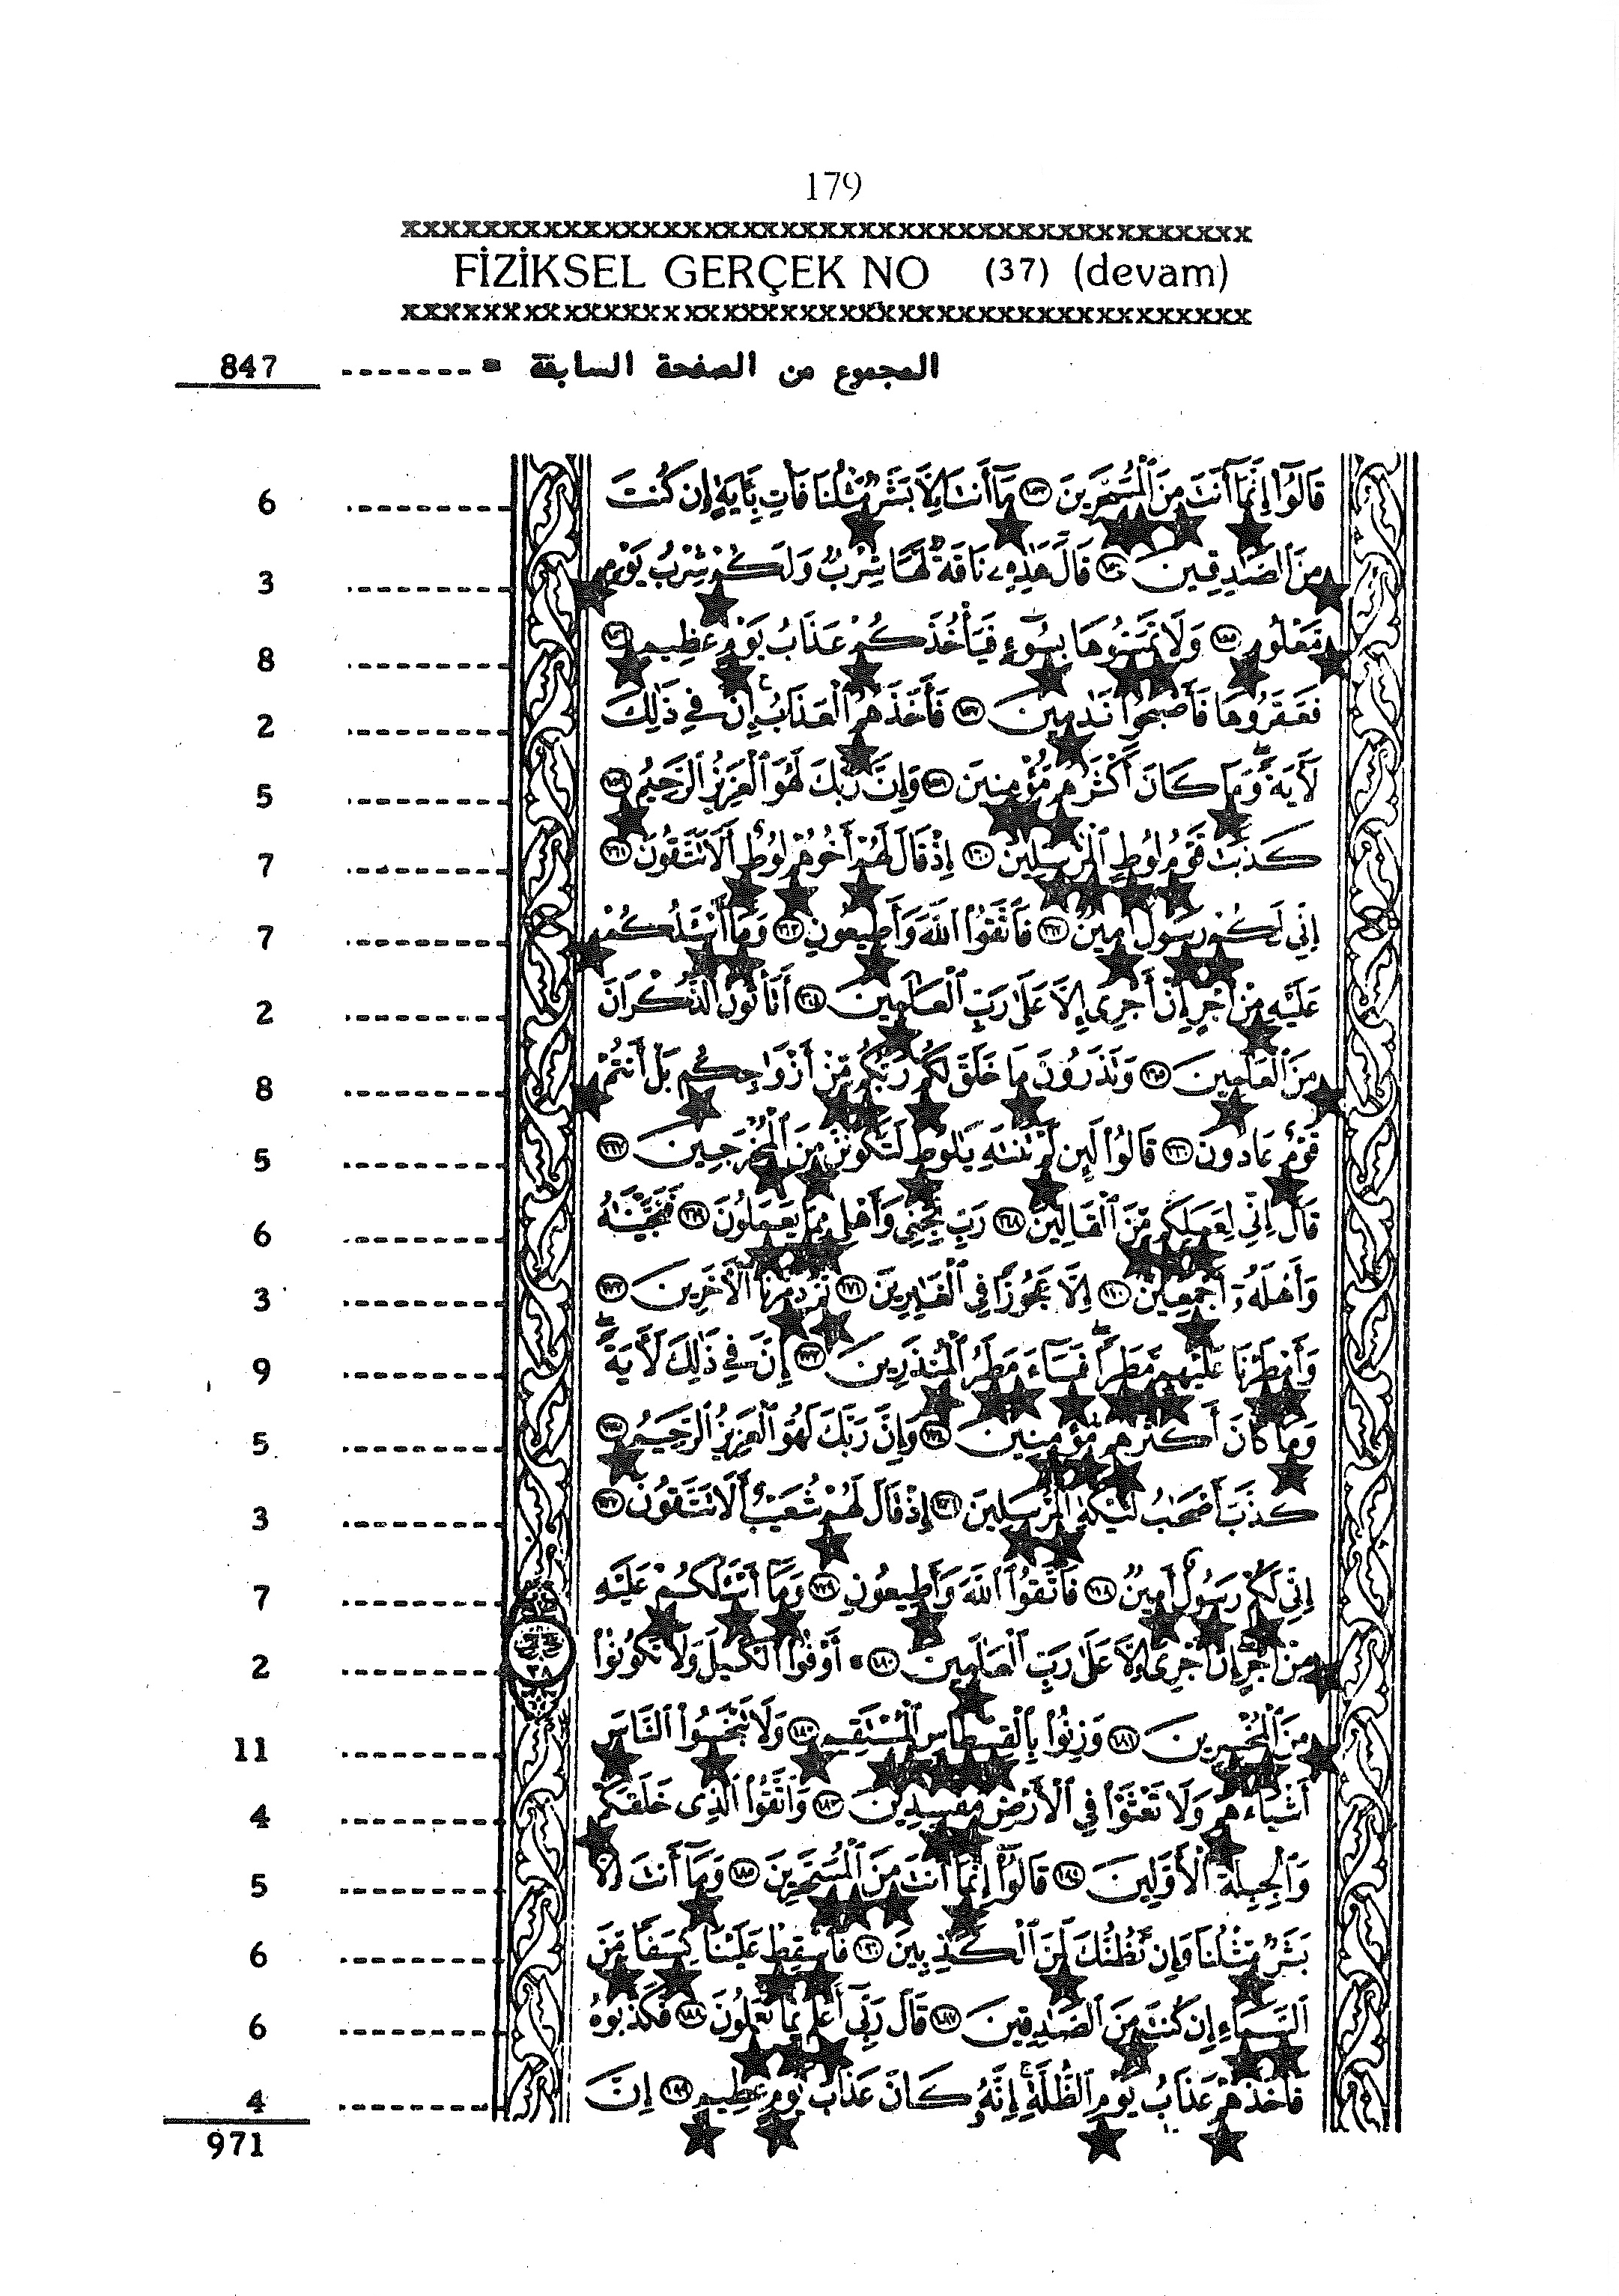 179
xxxxxxxxxxxxxxxxxxxxxxxxxxxxxxxxxxxxxxxxxxx
FİZİKSEL GERÇEK NO (37) (devam)
xxxxxxxxxxxxxxxxxxxxxxxxxxxxxxxxxxxxxxxxxxx
847 ------- = المجموع من الصفحة السابقة
6 --------- قَالُوٓا۟ إِنَّمَآ أَنتَ مِنَ ٱلْمُسَحَّرِينَ ١٥٣ مَآ أَنتَ إِلَّا بَشَرٌ مِّثْلُنَا فَأْتِ بِـَٔايَةٍ إِن كُنتَ
3 --------- مِنَ ٱلصَّـٰدِقِينَ ١٥٤ قَالَ هَـٰذِهِۦ نَاقَةٌ لَّهَا شِرْبٌ وَلَكُمْ شِرْبُ يَوْمٍ
8 --------- مَّعْلُومٍ ١٥٥ وَلَا تَمَسُّوهَا بِسُوٓءٍ فَيَأْخُذَكُمْ عَذَابُ يَوْمٍ عَظِيمٍ ١٥٦
2 --------- فَعَقَرُوهَا فَأَصْبَحُوا۟ نَـٰدِمِينَ ١٥٧ فَأَخَذَهُمُ ٱلْعَذَابُ إِنَّ فِى ذَٰلِكَ
5 --------- لَـَٔايَةً وَمَا كَانَ أَكْثَرُهُم مُّؤْمِنِينَ ١٥٨ وَإِنَّ رَبَّكَ لَهُوَ ٱلْعَزِيزُ ٱلرَّحِيمُ ١٥٩
7 --------- كَذَّبَتْ قَوْمُ لُوطٍ ٱلْمُرْسَلِينَ ١٦٠ إِذْ قَالَ لَهُمْ أَخُوهُمْ لُوطٌ أَلَا تَتَّقُونَ ١٦١
7 --------- إِنِّى لَكُمْ رَسُولٌ أَمِينٌ ١٦٢ فَٱتَّقُوا۟ ٱللَّهَ وَأَطِيعُونِ ١٦٣ وَمَآ أَسْـَٔلُكُمْ
2 --------- عَلَيْهِ مِنْ أَجْرٍ إِنْ أَجْرِىَ إِلَّا عَلَىٰ رَبِّ ٱلْعَـٰلَمِينَ ١٦٤ أَتَأْتُونَ ٱلذُّكْرَانَ
8 --------- مِنَ ٱلْعَـٰلَمِينَ ١٦٥ وَتَذَرُونَ مَا خَلَقَ لَكُمْ رَبُّكُم مِّنْ أَزْوَٰجِكُم بَلْ أَنتُمْ
5 --------- قَوْمٌ عَادُونَ ١٦٦ قَالُوا۟ لَئِن لَّمْ تَنتَهِ يَـٰلُوطُ لَتَكُونَنَّ مِنَ ٱلْمُخْرَجِينَ ١٦٧
6 --------- قَالَ إِنِّى لِعَمَلِكُم مِّنَ ٱلْقَالِينَ ١٦٨ رَبِّ نَجِّنِى وَأَهْلِى مِمَّا يَعْمَلُونَ ١٦٩ فَنَجَّيْنَـٰهُ
3 --------- وَأَهْلَهُۥٓ أَجْمَعِينَ ١٧٠ إِلَّا عَجُوزًا فِى ٱلْغَـٰبِرِينَ ١٧١ ثُمَّ دَمَّرْنَا ٱلْـَٔاخَرِينَ ١٧٢
9 --------- وَأَمْطَرْنَا عَلَيْهِم مَّطَرًا فَسَآءَ مَطَرُ ٱلْمُنذَرِينَ ١٧٣ إِنَّ فِى ذَٰلِكَ لَـَٔايَةً
5 --------- وَمَا كَانَ أَكْثَرُهُم مُّؤْمِنِينَ ١٧٤ وَإِنَّ رَبَّكَ لَهُوَ ٱلْعَزِيزُ ٱلرَّحِيمُ ١٧٥
3 --------- كَذَّبَ أَصْحَـٰبُ لْـَٔيْكَةِ ٱلْمُرْسَلِينَ ١٧٦ إِذْ قَالَ لَهُمْ شُعَيْبٌ أَلَا تَتَّقُونَ ١٧٧
7 --------- إِنِّى لَكُمْ رَسُولٌ أَمِينٌ ١٧٨ فَٱتَّقُوا۟ ٱللَّهَ وَأَطِيعُونِ ١٧٩ وَمَآ أَسْـَٔلُكُمْ عَلَيْهِ
2 --------- مِنْ أَجْرٍ إِنْ أَجْرِىَ إِلَّا عَلَىٰ رَبِّ ٱلْعَـٰلَمِينَ ١٨٠ أَوْفُوا۟ ٱلْكَيْلَ وَلَا تَكُونُوا۟
11 --------- مِنَ ٱلْمُخْسِرِينَ ١٨١ وَزِنُوا۟ بِٱلْقِسْطَاسِ ٱلْمُسْتَقِيمِ ١٨٢ وَلَا تَبْخَسُوا۟ ٱلنَّاسَ
4 --------- أَشْيَآءَهُمْ وَلَا تَعْثَوْا۟ فِى ٱلْأَرْضِ مُفْسِدِينَ ١٨٣ وَٱتَّقُوا۟ ٱلَّذِى خَلَقَكُمْ
5 --------- وَٱلْجِبِلَّةَ ٱلْأَوَّلِينَ ١٨٤ قَالُوٓا۟ إِنَّمَآ أَنتَ مِنَ ٱلْمُسَحَّرِينَ ١٨٥ وَمَآ أَنتَ إِلَّا
6 --------- بَشَرٌ مِّثْلُنَا وَإِن نَّظُنُّكَ لَمِنَ ٱلْكَـٰذِبِينَ ١٨٦ فَأَسْقِطْ عَلَيْنَا كِسَفًا مِّنَ
6 --------- ٱلسَّمَآءِ إِن كُنتَ مِنَ ٱلصَّـٰدِقِينَ ١٨٧ قَالَ رَبِّىٓ أَعْلَمُ بِمَا تَعْمَلُونَ ١٨٨ فَكَذَّبُوهُ
4 --------- فَأَخَذَهُمْ عَذَابُ يَوْمِ ٱلظُّلَّةِ إِنَّهُۥ كَانَ عَذَابَ يَوْمٍ عَظِيمٍ ١٨٩ إِنَّ
971